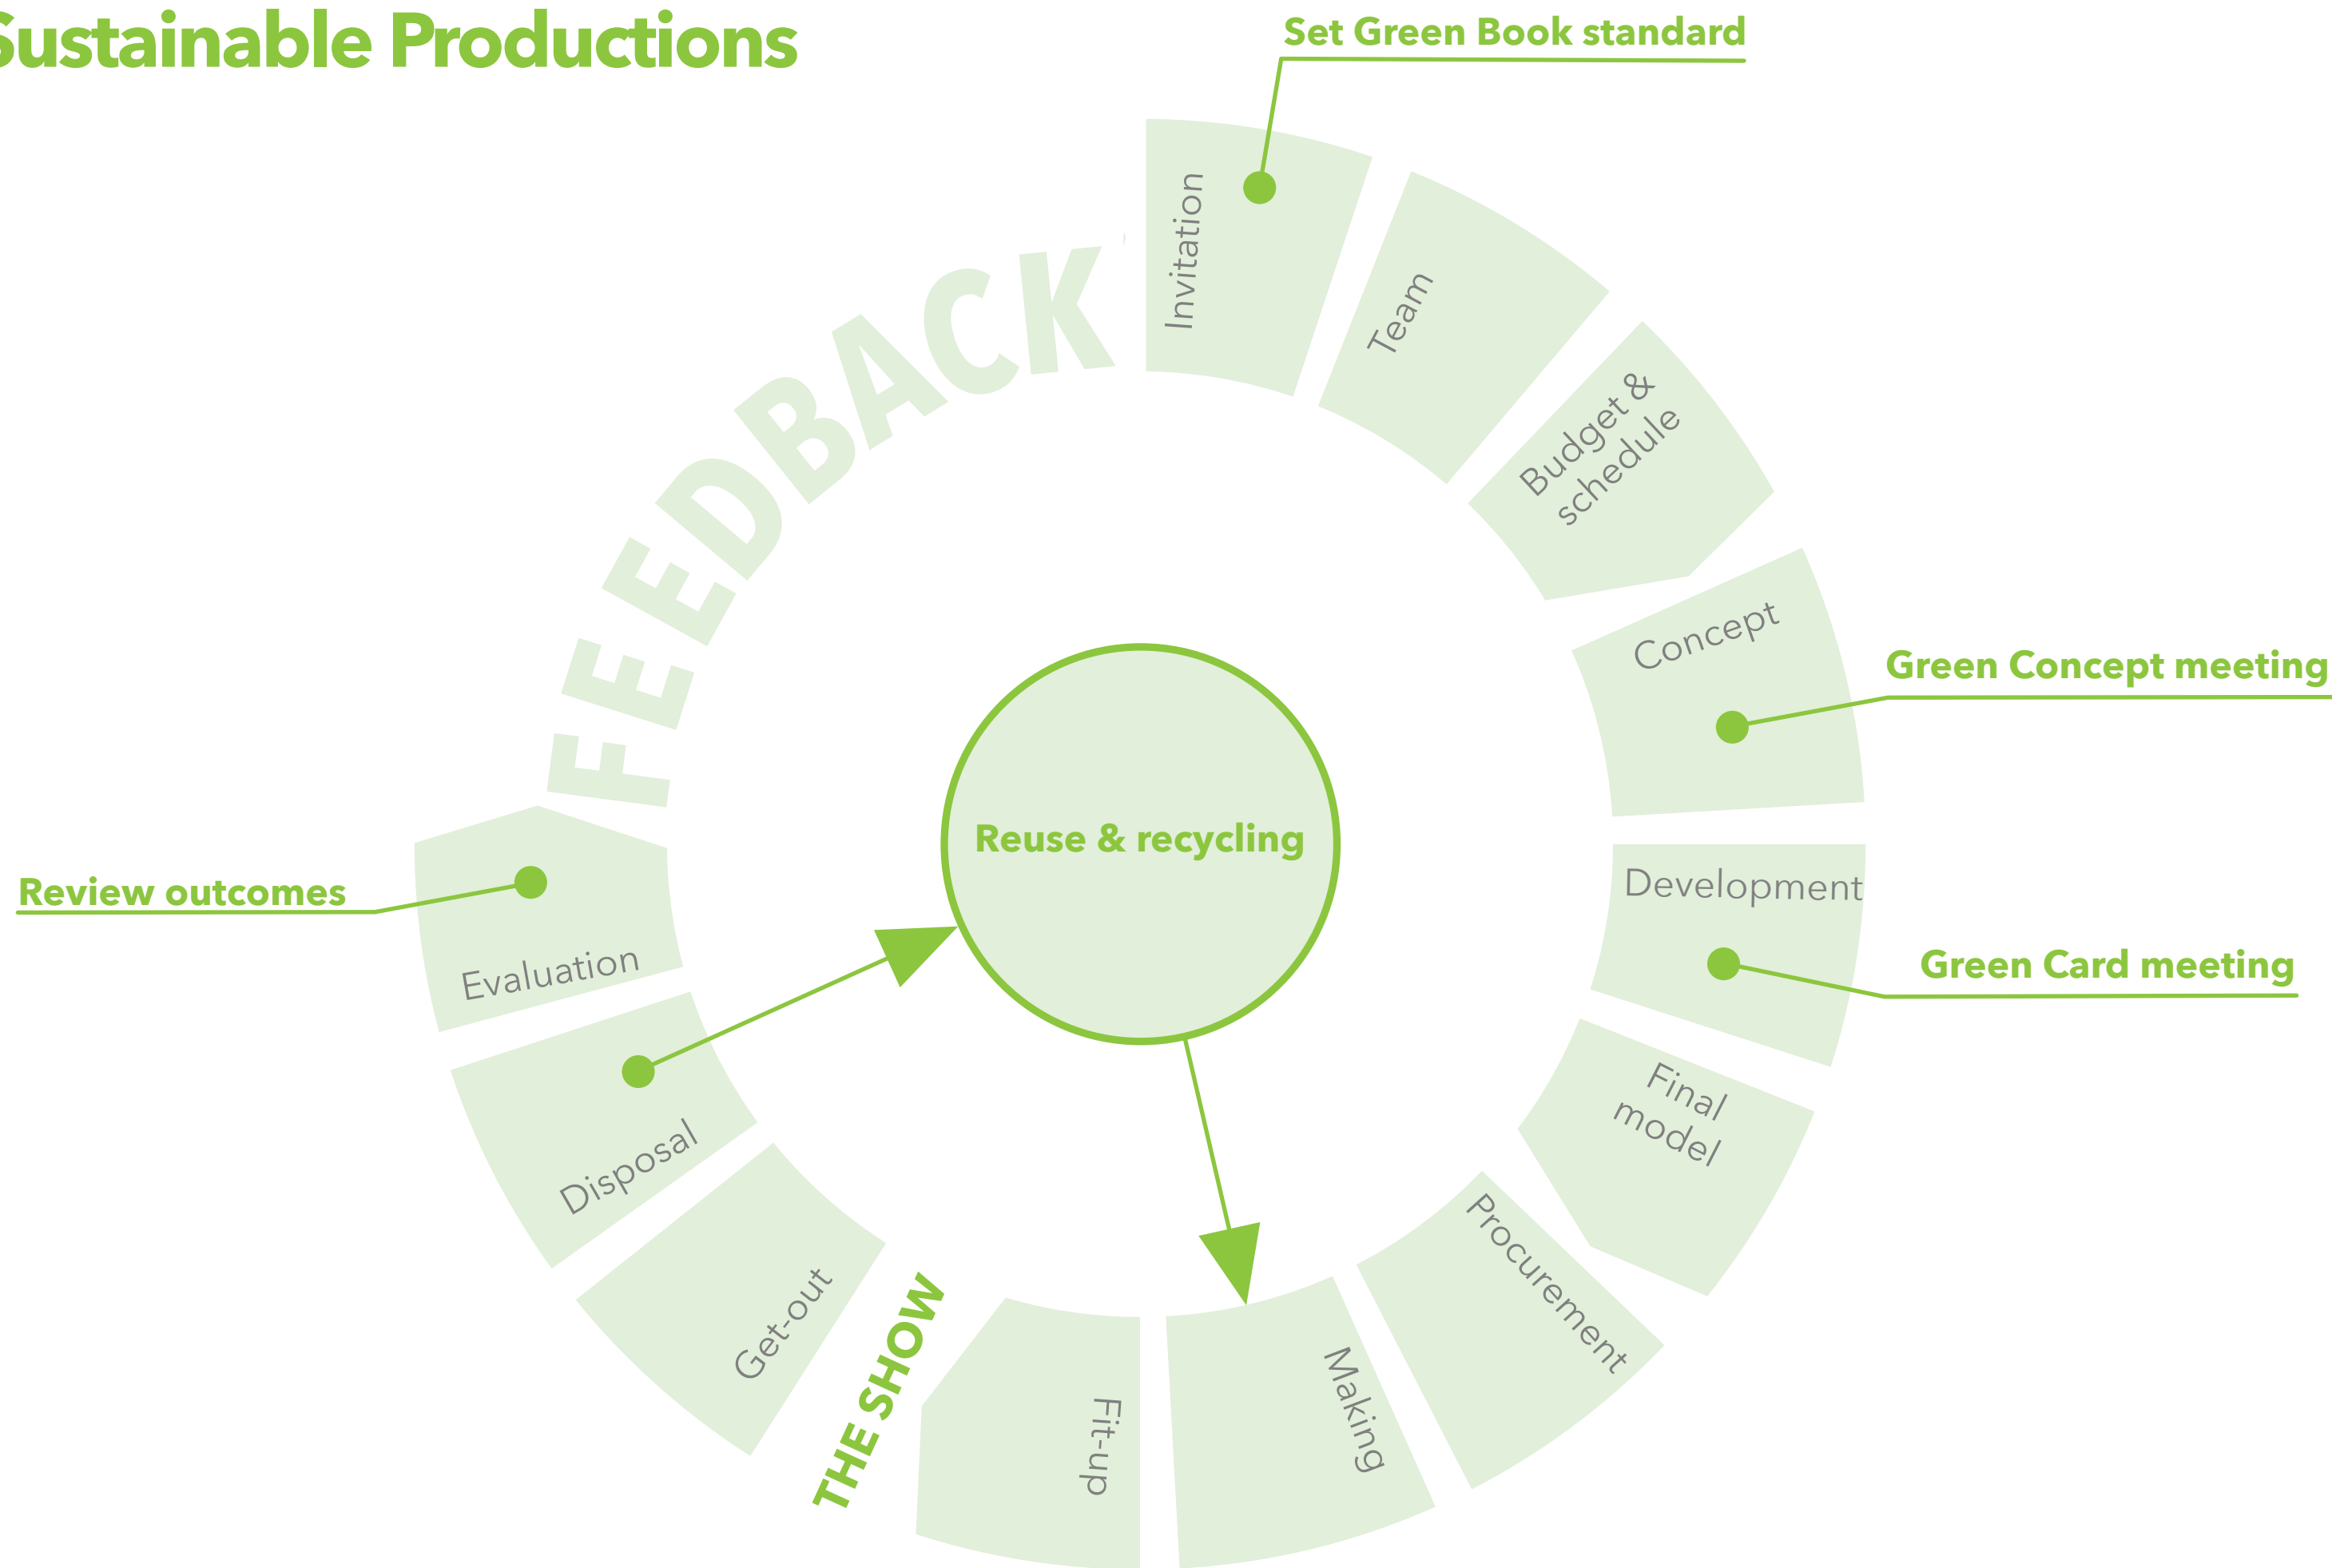 Sustainable Productions
Set Green Book standard
Invitation
Team
Budget &
schedule
Concept
Green Concept meeting
Development
Green Card meeting
Final
model
Procurement
Making
Fit-up
THE SHOW
Get-out
Disposal
Evaluation
Review outcomes
FEEDBACK
Reuse & recycling